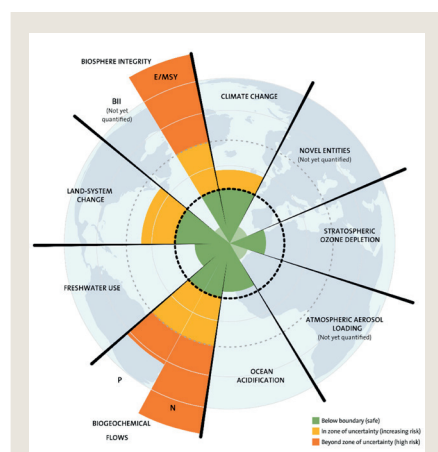 BIOSPHERE INTEGRITY
E/MSY
BII
(Not yet
quantified)
CLIMATE CHANGE
NOVEL ENTITIES
(Not yet quantified)
LAND-SYSTEM
CHANGE
STRATOSPHERIC
OZONE DEPLETION
FRESHWATER USE
ATMOSPHERIC AEROSOL
LOADING
(Not yet quantified)
OCEAN
ACIDIFICATION
P
N
BIOGEOCHEMICAL
FLOWS
Below boundary (safe)
In zone of uncertainty (increasing risk)
Beyond zone of uncertainty (high risk)